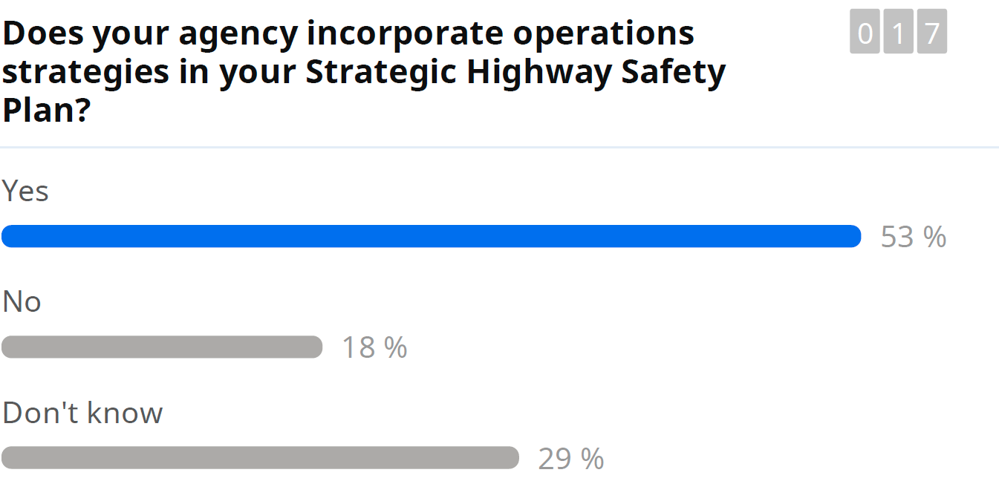 Does your agency incorporate operations
strategies in your Strategic Highway Safety
Plan?
0 1 7
Yes
53 %
No
18 %
Don't know
29 %